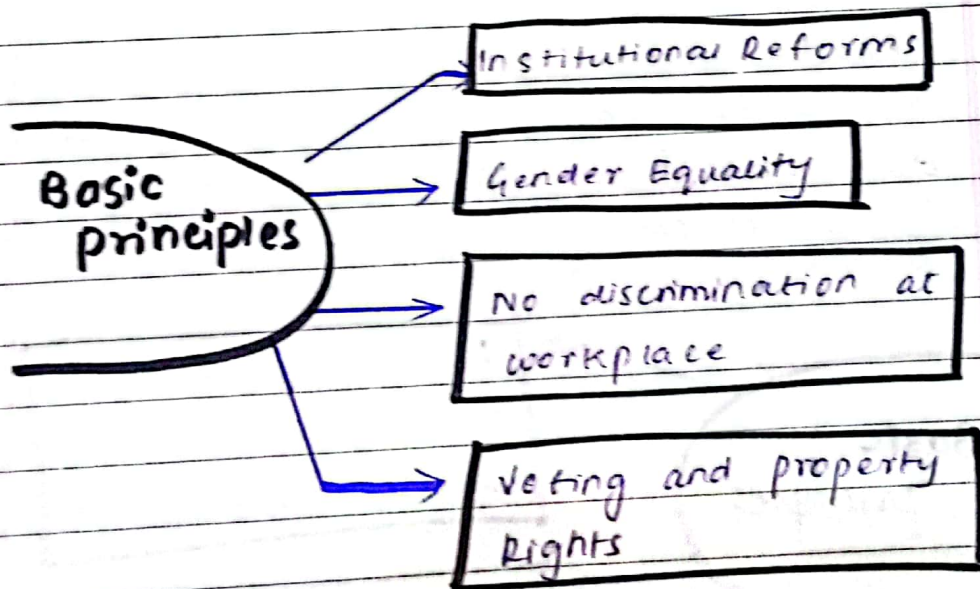 Institutional Reforms
Gender Equality
Basic
principles
No discrimination at
workplace
Voting and property
Rights